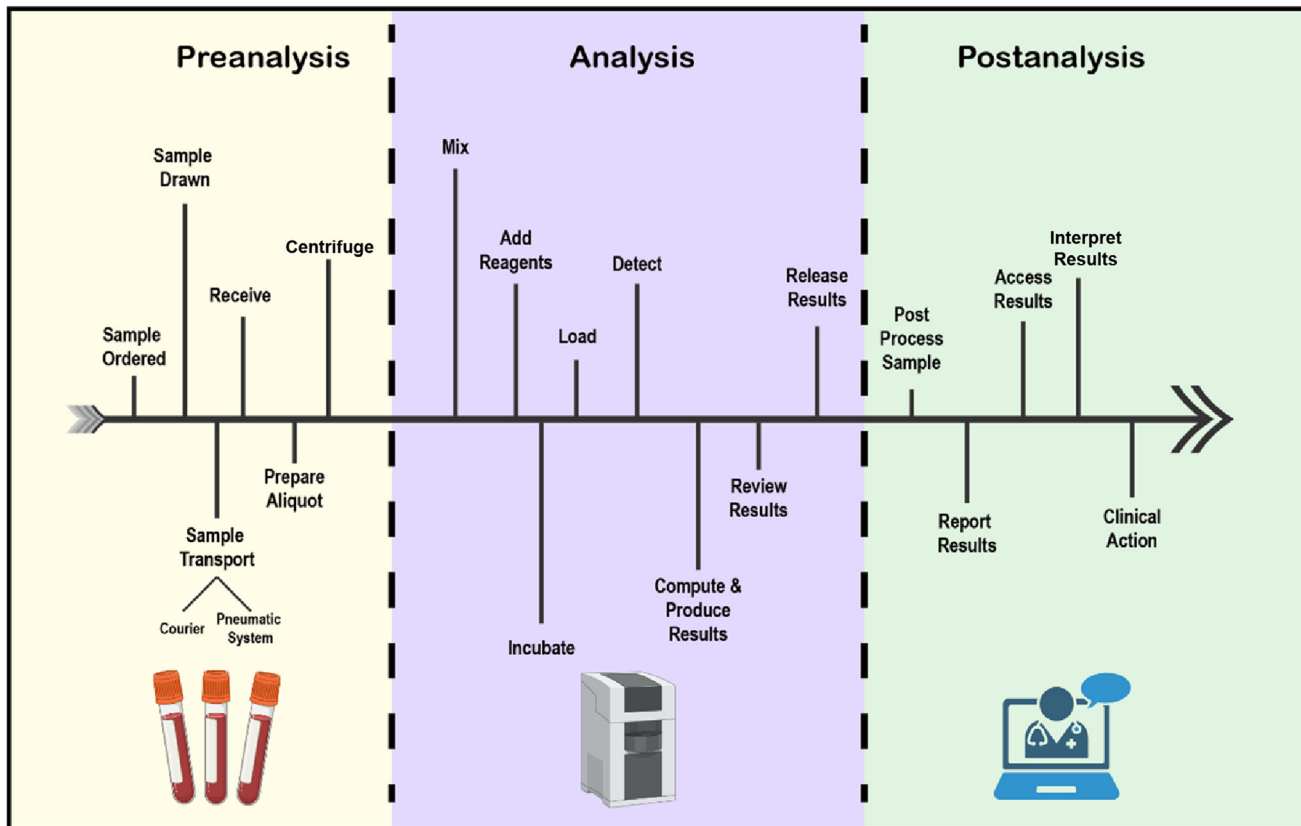 Preanalysis
Sample
Drawn
Centrifuge
Receive
Sample
Ordered
Prepare
Aliquot
Sample
Transport
Courier
Pneumatic
System
Analysis
Mix
Add
Reagents
Detect
Load
Release
Results
Review
Results
Compute &
Produce
Results
Incubate
Postanalysis
Interpret
Results
Access
Results
Post
Process
Sample
Report
Results
Clinical
Action